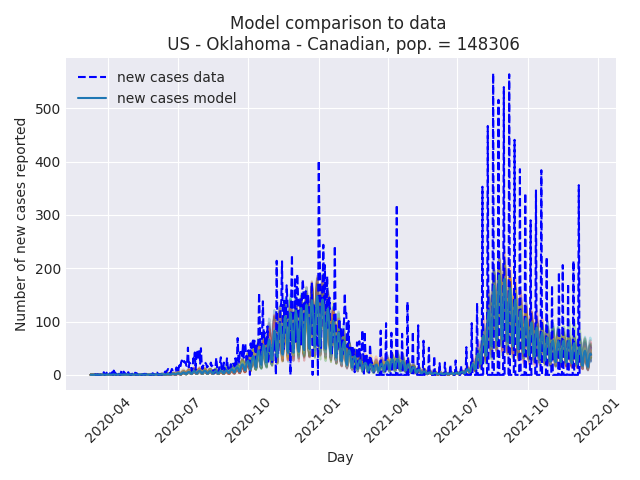 Model comparison to data
US - Oklahoma - Canadian, pop. = 148306
new cases data
new cases model
Number of new cases reported
500
400
300
200
100
0
2020-04
2020-07
2020-10
2021-01
2021-04
2021-07
2021-10
2022-01
Day